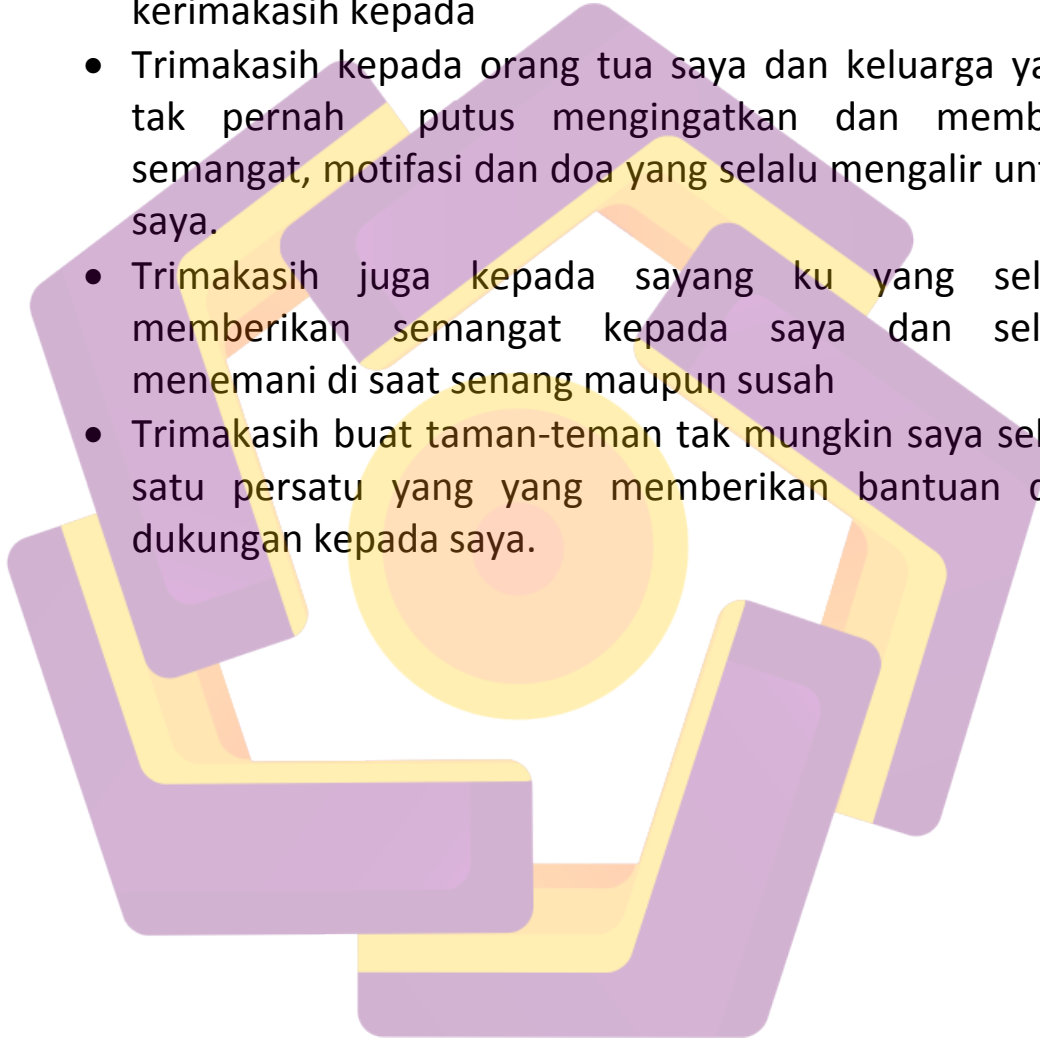 kerimakasih kepada
• Trimakasih kepada orang tua saya dan keluarga ya
tak pernah putus mengingatkan dan memb
semangat, motifasi dan doa yang selalu mengalir unt
saya.
• Trimakasih juga kepada sayang ku yang sel
memberikan semangat kepada saya dan sel
menemani di saat senang maupun susah
• Trimakasih buat taman-teman tak mungkin saya seb
satu persatu yang yang memberikan bantuan d
dukungan kepada saya.